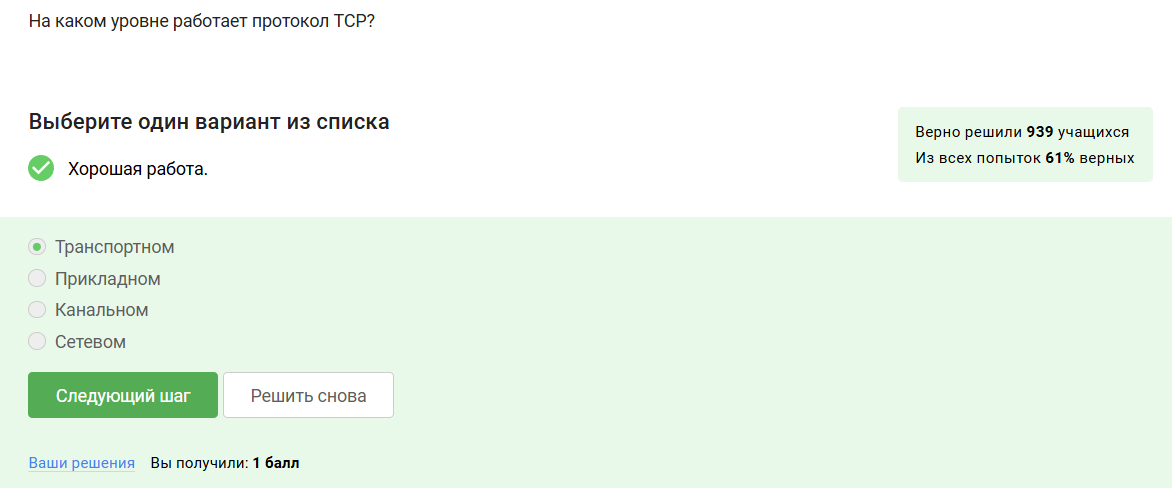 На каком уровне работает протокол TCP?
Выберите один вариант из списка
Верно решили 939 учащихся
Из всех попыток 61% верных
Хорошая работа.
Транспортном
Прикладном
Канальном
Сетевом
Следующий шаг
Решить снова
Ваши решения Вы получили: 1 балл